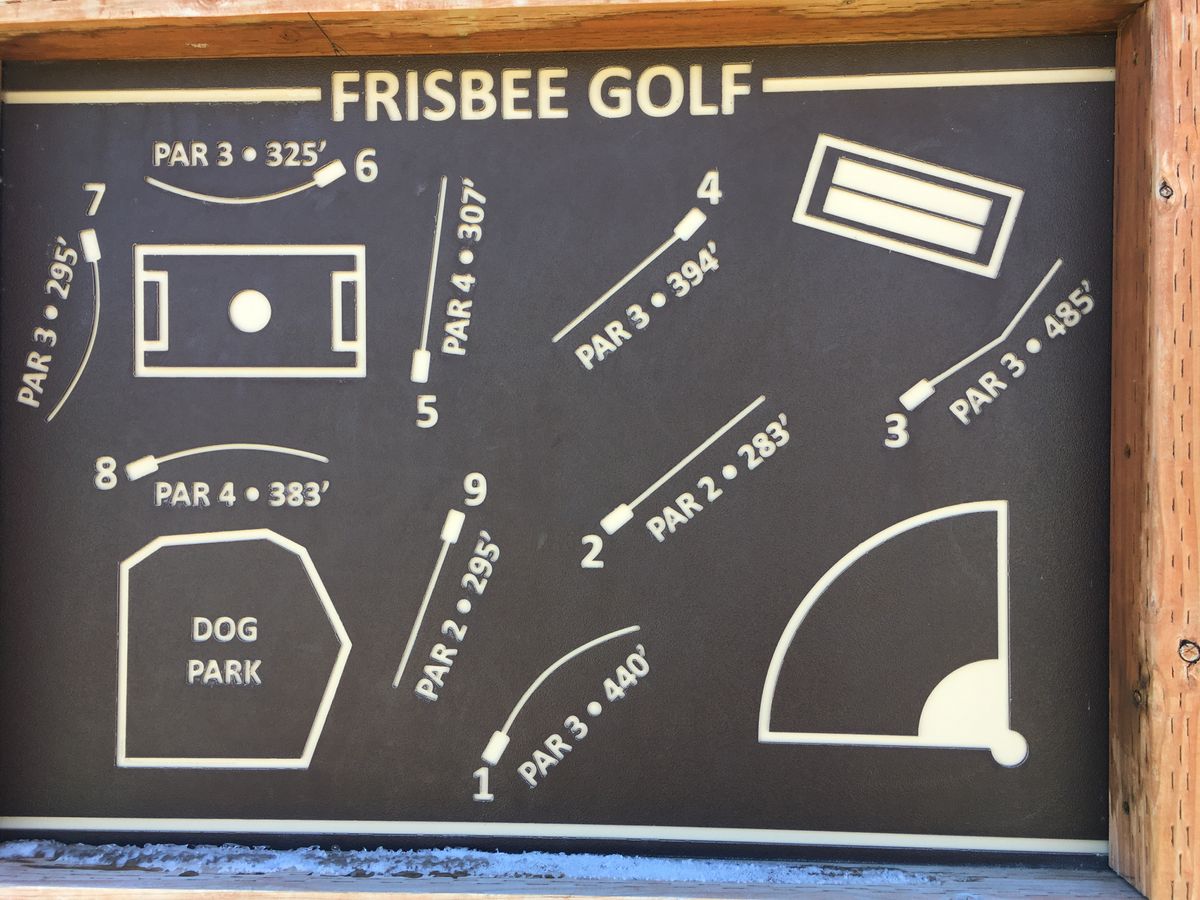 FRISBEE GOLF
PAR 3 • 325'
6
7
PAR 3 • 295'
PAR 4 • 307'
5
4
PAR 3 • 394'
PAR 3 • 485'
3
8
PAR 4 • 383'
9
PAR 2 • 295'
PAR 2 • 283'
2
DOG
PARK
PAR 3 • 440'
1